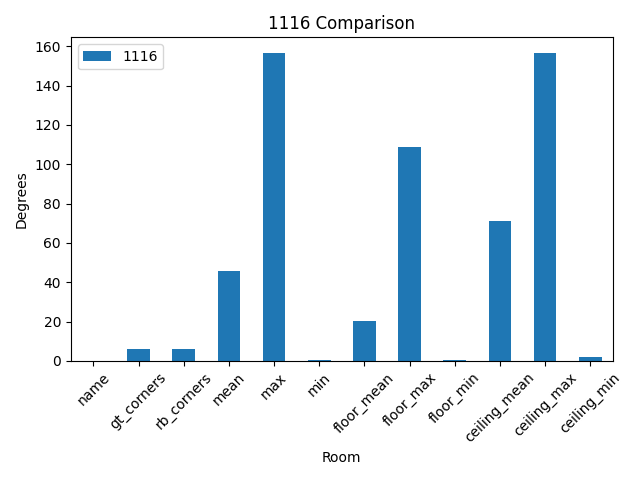 1116 Comparison
1116
Degrees
160
140
120
100
80
60
40
20
0
name
gt_corners
rb_corners
mean
max
min
floor_mean
floor_max
floor_min
ceiling_mean
ceiling_max
ceiling_min
Room